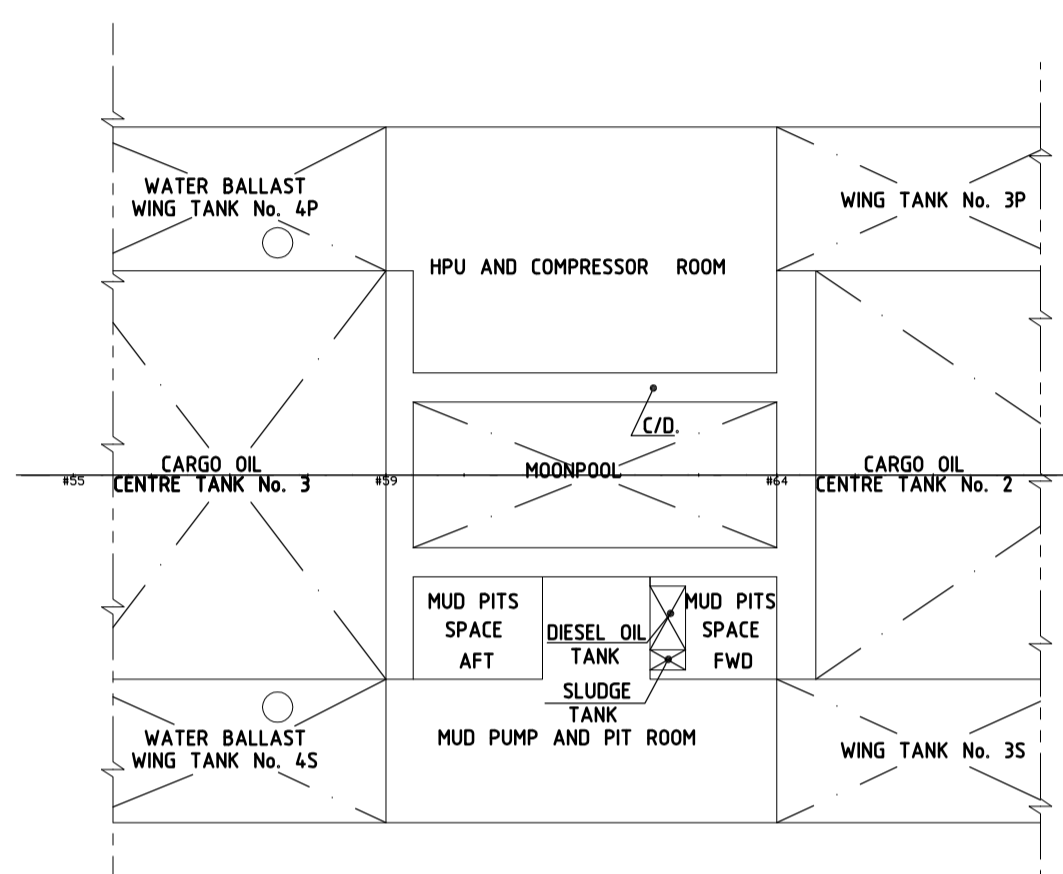 WATER BALLAST
WING TANK No. 4P
WING TANK No. 3P
HPU AND COMPRESSOR ROOM
C/D.
CARGO OIL
CENTRE TANK No. 3
MOONPOOL
CARGO OIL
CENTRE TANK No. 2
#55
#59
#64
MUD PITS
SPACE
AFT
DIESEL OIL
TANK
MUD PITS
SPACE
FWD
SLUDGE
TANK
MUD PUMP AND PIT ROOM
WATER BALLAST
WING TANK No. 4S
WING TANK No. 3S